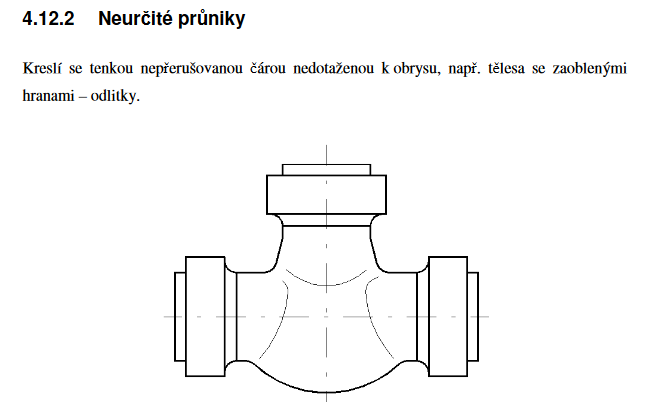 4.12.2 Neurčité průniky
Kreslí se tenkou nepřerušovanou čárou nedotaženou k obrysu, např. tělesa se zaoblenými
hranami – odlitky.